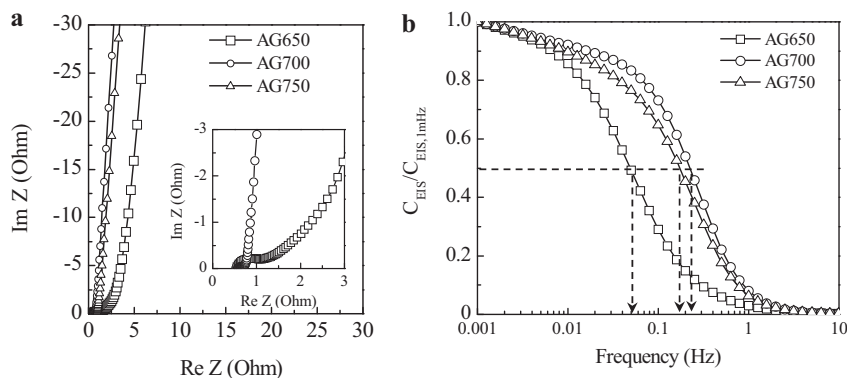 a
Im Z (Ohm)
-30
-25
-20
-15
-10
-5
0
0 5 10 15 20 25 30
Re Z (Ohm)
AG650
AG700
AG750
Im Z (Ohm)
-3
-2
-1
0
0 1 2 3
Re Z (Ohm)
b
C_EIS/C_EIS,1mHz
1.0
0.8
0.6
0.4
0.2
0
0.001 0.01 0.1 1 10
Frequency (Hz)
AG650
AG700
AG750